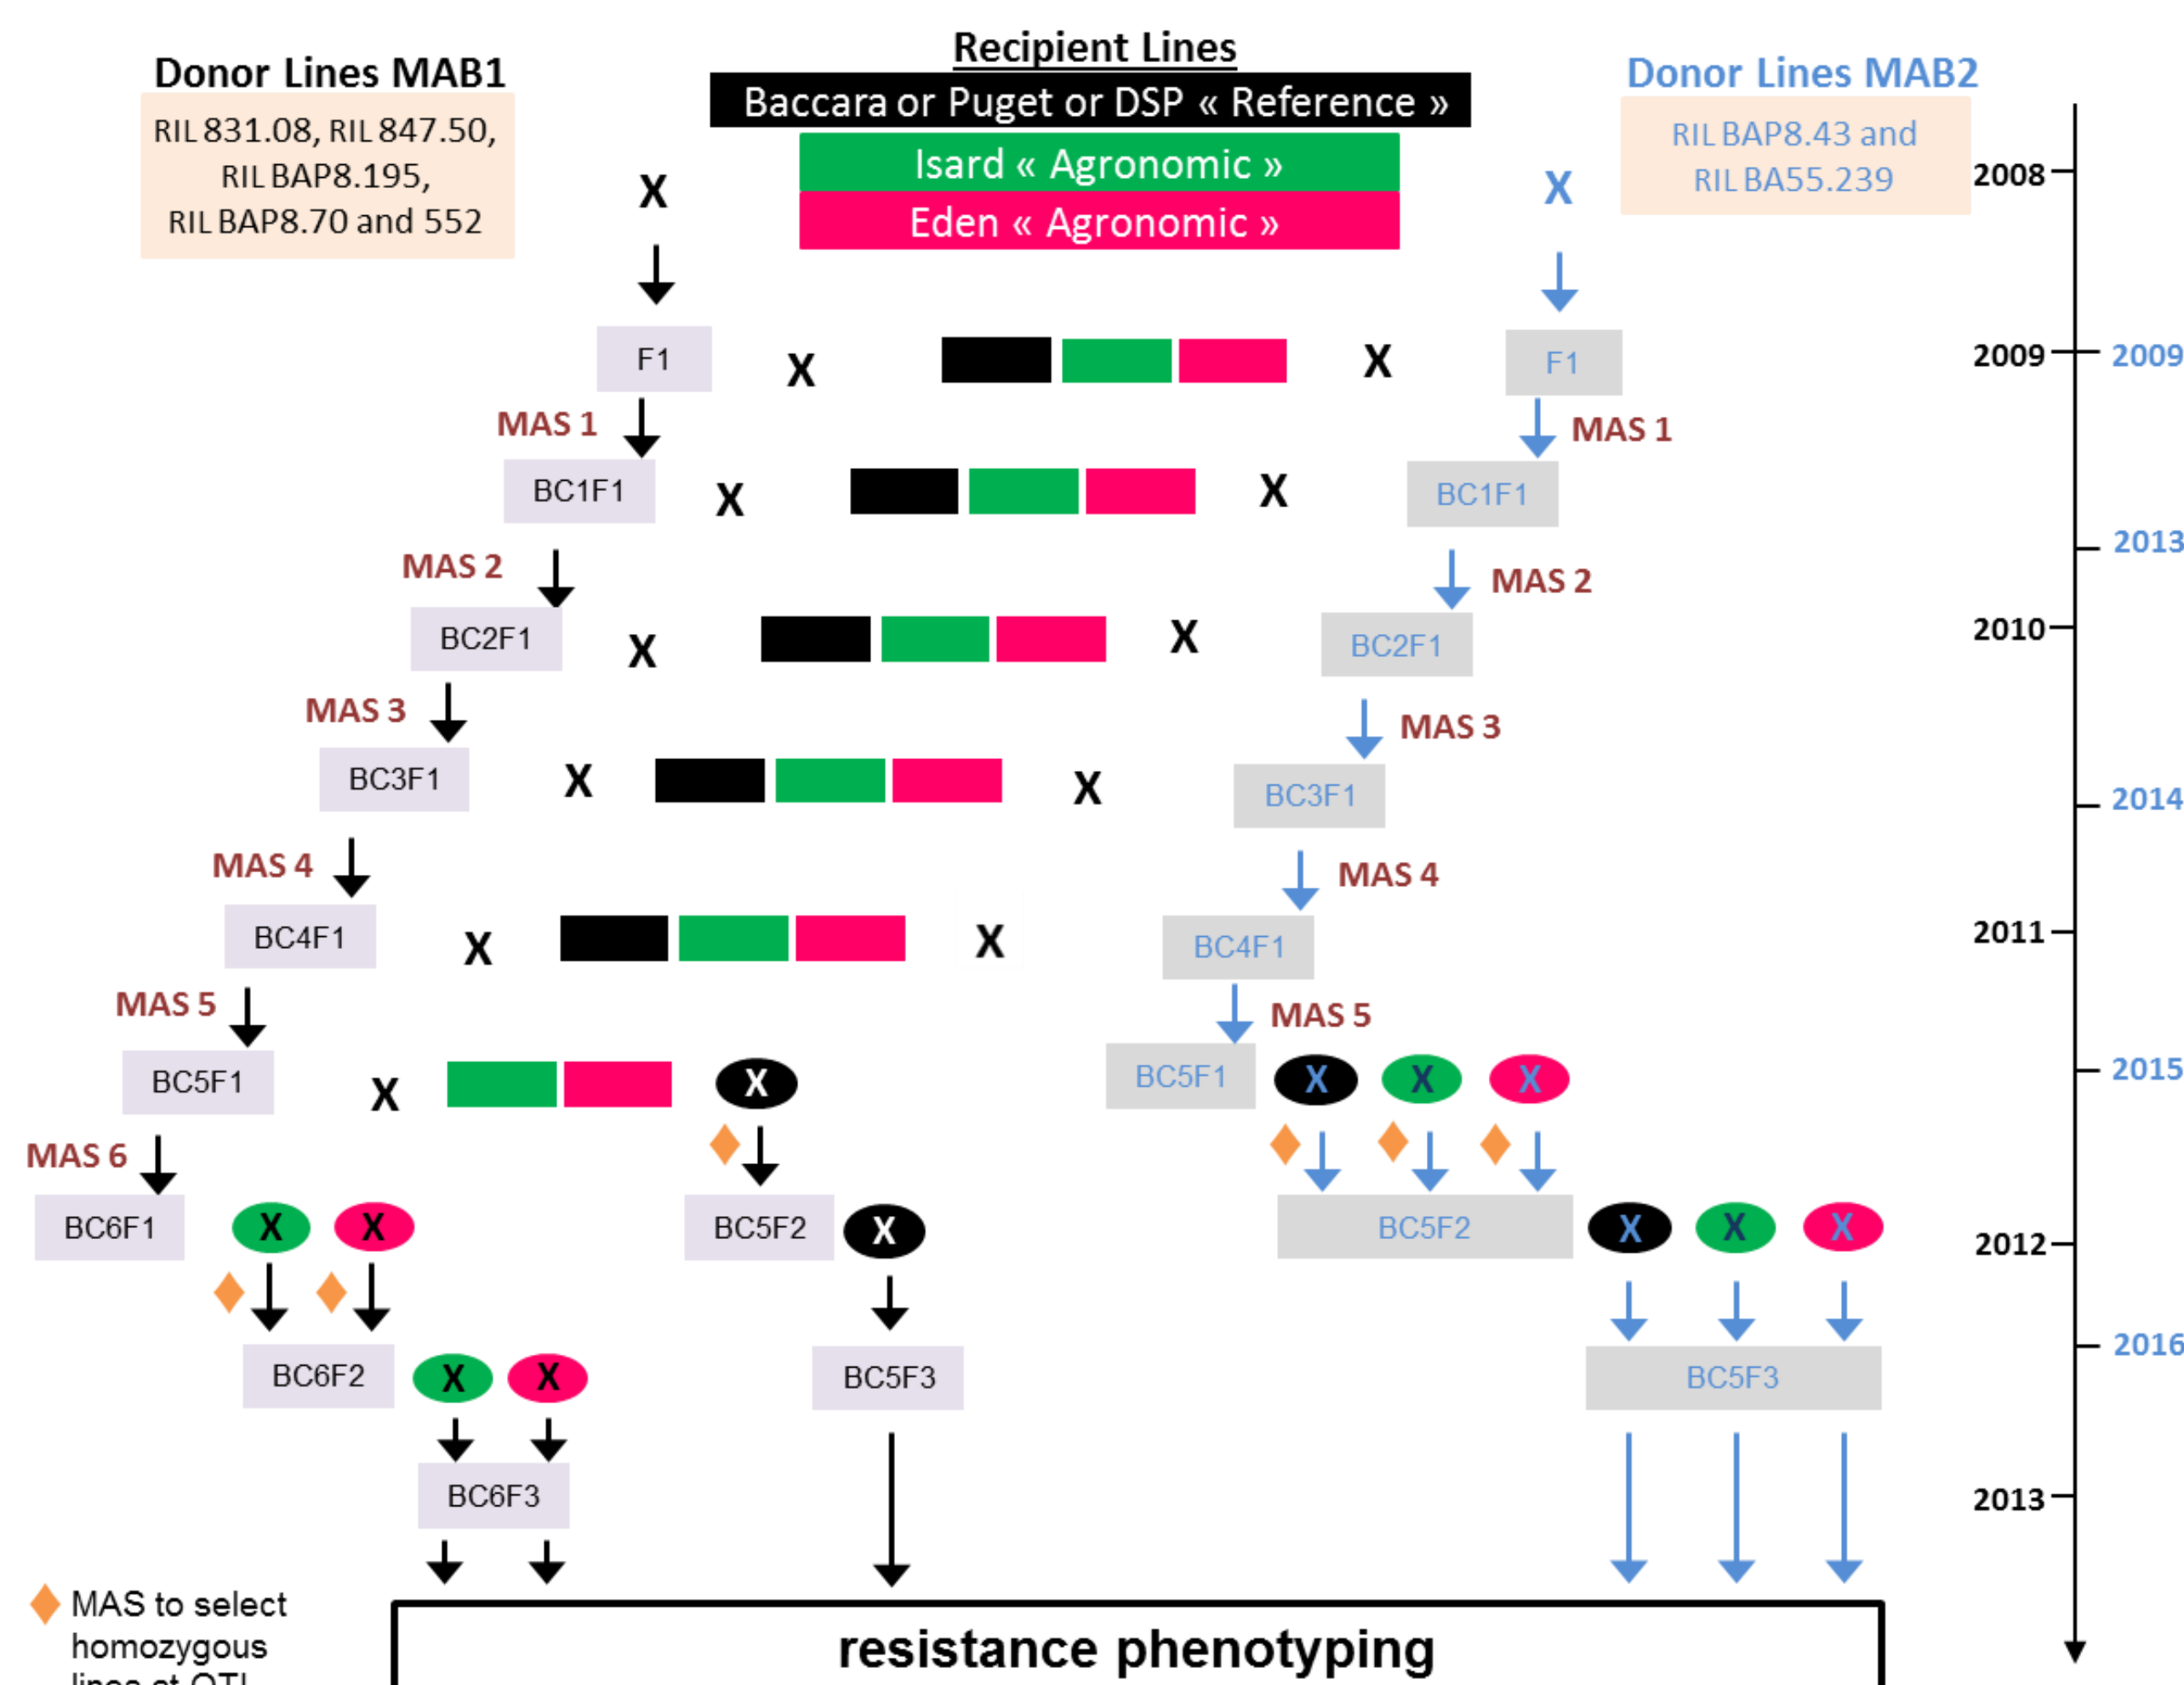 Recipient Lines
Donor Lines MAB1
Donor Lines MAB2
Baccara or Puget or DSP « Reference »
RIL 831.08, RIL 847.50,
RIL BAP8.195,
RIL BAP8.70 and 552
Isard « Agronomic »
Eden « Agronomic »
RIL BAP8.43 and
RIL BA55.239
X
X
2008
F1
X
X
F1
2009
2009
MAS 1
MAS 1
BC1F1
X
X
BC1F1
2013
MAS 2
MAS 2
BC2F1
X
X
BC2F1
2010
MAS 3
MAS 3
BC3F1
X
X
BC3F1
2014
MAS 4
MAS 4
BC4F1
X
X
BC4F1
2011
MAS 5
MAS 5
BC5F1
X
X
BC5F1
X
X
X
2015
MAS 6
BC6F1
X
X
BC5F2
X
BC5F2
X
X
X
2012
2016
BC6F2
X
X
BC5F3
BC5F3
BC6F3
2013
MAS to select
homozygous
lines at QTL
resistance phenotyping